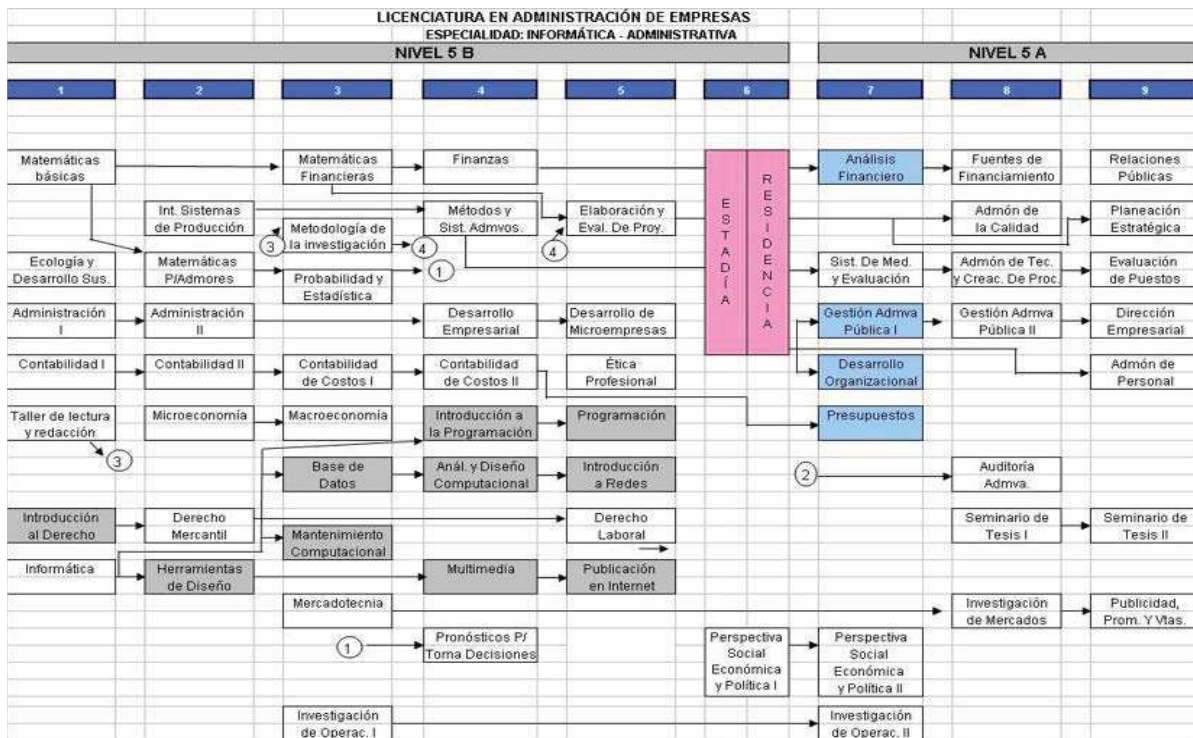 LICENCIATURA EN ADMINISTRACIÓN DE EMPRESAS
ESPECIALIDAD: INFORMÁTICA - ADMINISTRATIVA
NIVEL 5 B
NIVEL 5 A
1
2
3
4
5
6
7
8
9
Matemáticas
básicas
Matemáticas
Financieras
Finanzas
Análisis
Financiero
Fuentes de
Financiamiento
Relaciones
Públicas
ESTADÍA
RESIDENCIA
Int. Sistemas
de Producción
3
Metodología de
la investigación
4
Métodos y
Sist. Admvos.
4
Elaboración y
Eval. De Proy.
Admón de
la Calidad
Planeación
Estratégica
Ecología y
Desarrollo Sus.
Matemáticas
P/Admores
Probabilidad y
Estadística
1
Sist. De Med.
y Evaluación
Admón de Tec.
y Creac. De Proc.
Evaluación
de Puestos
Administración
I
Administración
II
Desarrollo
Empresarial
Desarrollo de
Microempresas
Gestión Admva
Pública I
Gestión Admva
Pública II
Dirección
Empresarial
Contabilidad I
Contabilidad II
Contabilidad
de Costos I
Contabilidad
de Costos II
Ética
Profesional
Desarrollo
Organizacional
Admón de
Personal
Taller de lectura
y redacción
3
Microeconomía
Macroeconomía
Introducción a
la Programación
Programación
Presupuestos
Base de
Datos
Anál. y Diseño
Computacional
Introducción
a Redes
2
Auditoría
Admva.
Introducción
al Derecho
Derecho
Mercantil
Mantenimiento
Computacional
Derecho
Laboral
Seminario de
Tesis I
Seminario de
Tesis II
Informática
Herramientas
de Diseño
Multimedia
Publicación
en Internet
Mercadotecnia
Investigación
de Mercados
Publicidad,
Prom. Y Vtas.
1
Pronósticos P/
Toma Decisiones
Perspectiva
Social
Económica
y Política I
Perspectiva
Social
Económica
y Política II
Investigación
de Operac. I
Investigación
de Operac. II